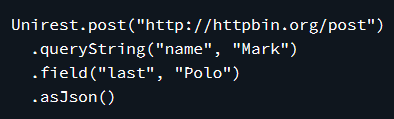 Unirest.post("http://httpbin.org/post")
  .queryString("name", "Mark")
  .field("last", "Polo")
  .asJson()